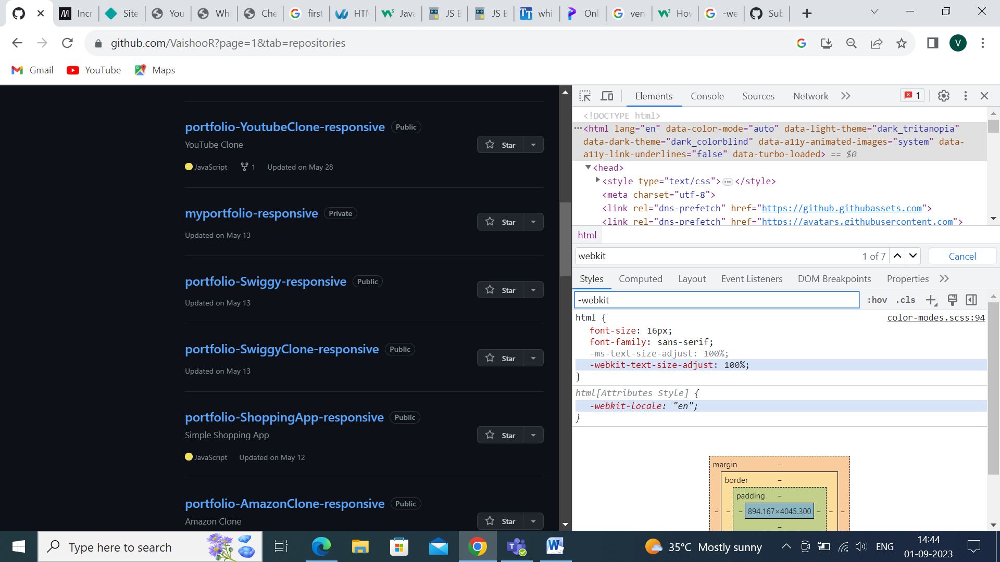 Incr
Site
You
Whi
Che
first
HTM
Java
JS B
JS B
whi
Onl
ven
How
-we
Sub
github.com/VaishooR?page=1&tab=repositories
V
Gmail
YouTube
Maps
portfolio-YoutubeClone-responsive Public
YouTube Clone
Star
JavaScript 1 Updated on May 28
myportfolio-responsive Private
Star
Updated on May 13
portfolio-Swiggy-responsive Public
Star
Updated on May 13
portfolio-SwiggyClone-responsive Public
Star
Updated on May 13
portfolio-ShoppingApp-responsive Public
Simple Shopping App
Star
JavaScript Updated on May 12
portfolio-AmazonClone-responsive Public
Amazon Clone
Star
Elements Console Sources Network 1
<!DOCTYPE html>
<html lang="en" data-color-mode="auto" data-light-theme="dark_tritanopia"
data-dark-theme="dark_colorblind" data-a11y-animated-images="system" data-
a11y-link-underlines="false" data-turbo-loaded> == $0
<head>
<style type="text/css"> … </style>
<meta charset="utf-8">
<link rel="dns-prefetch" href="https://github.githubassets.com">
<link rel="dns-prefetch" href="https://avatars.githubusercontent.com">
html
webkit 1 of 7 Cancel
Styles Computed Layout Event Listeners DOM Breakpoints Properties
-webkit :hov .cls
html { color-modes.scss:94
font-size: 16px;
font-family: sans-serif;
-ms-text-size-adjust: 100%;
-webkit-text-size-adjust: 100%;
}
html[Attributes Style] {
-webkit-locale: "en";
}
margin –
border –
padding –
– – – 894.167×4045.300 – – –
–
Type here to search
35°C Mostly sunny
ENG
14:44
01-09-2023